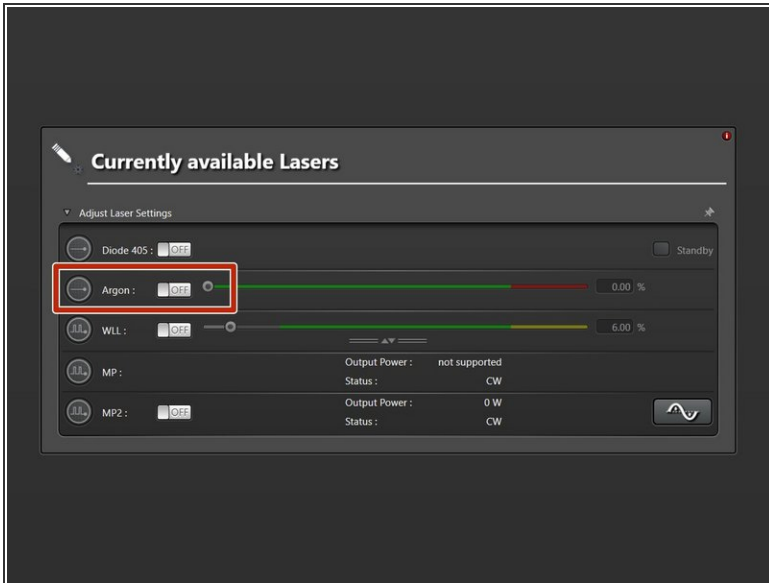 Currently available Lasers
Adjust Laser Settings
Diode 405 : OFF Standby
Argon : OFF 0.00 %
WLL : OFF 6.00 %
MP : Output Power : not supported
Status : CW
MP2 : OFF Output Power : 0 W
Status : CW